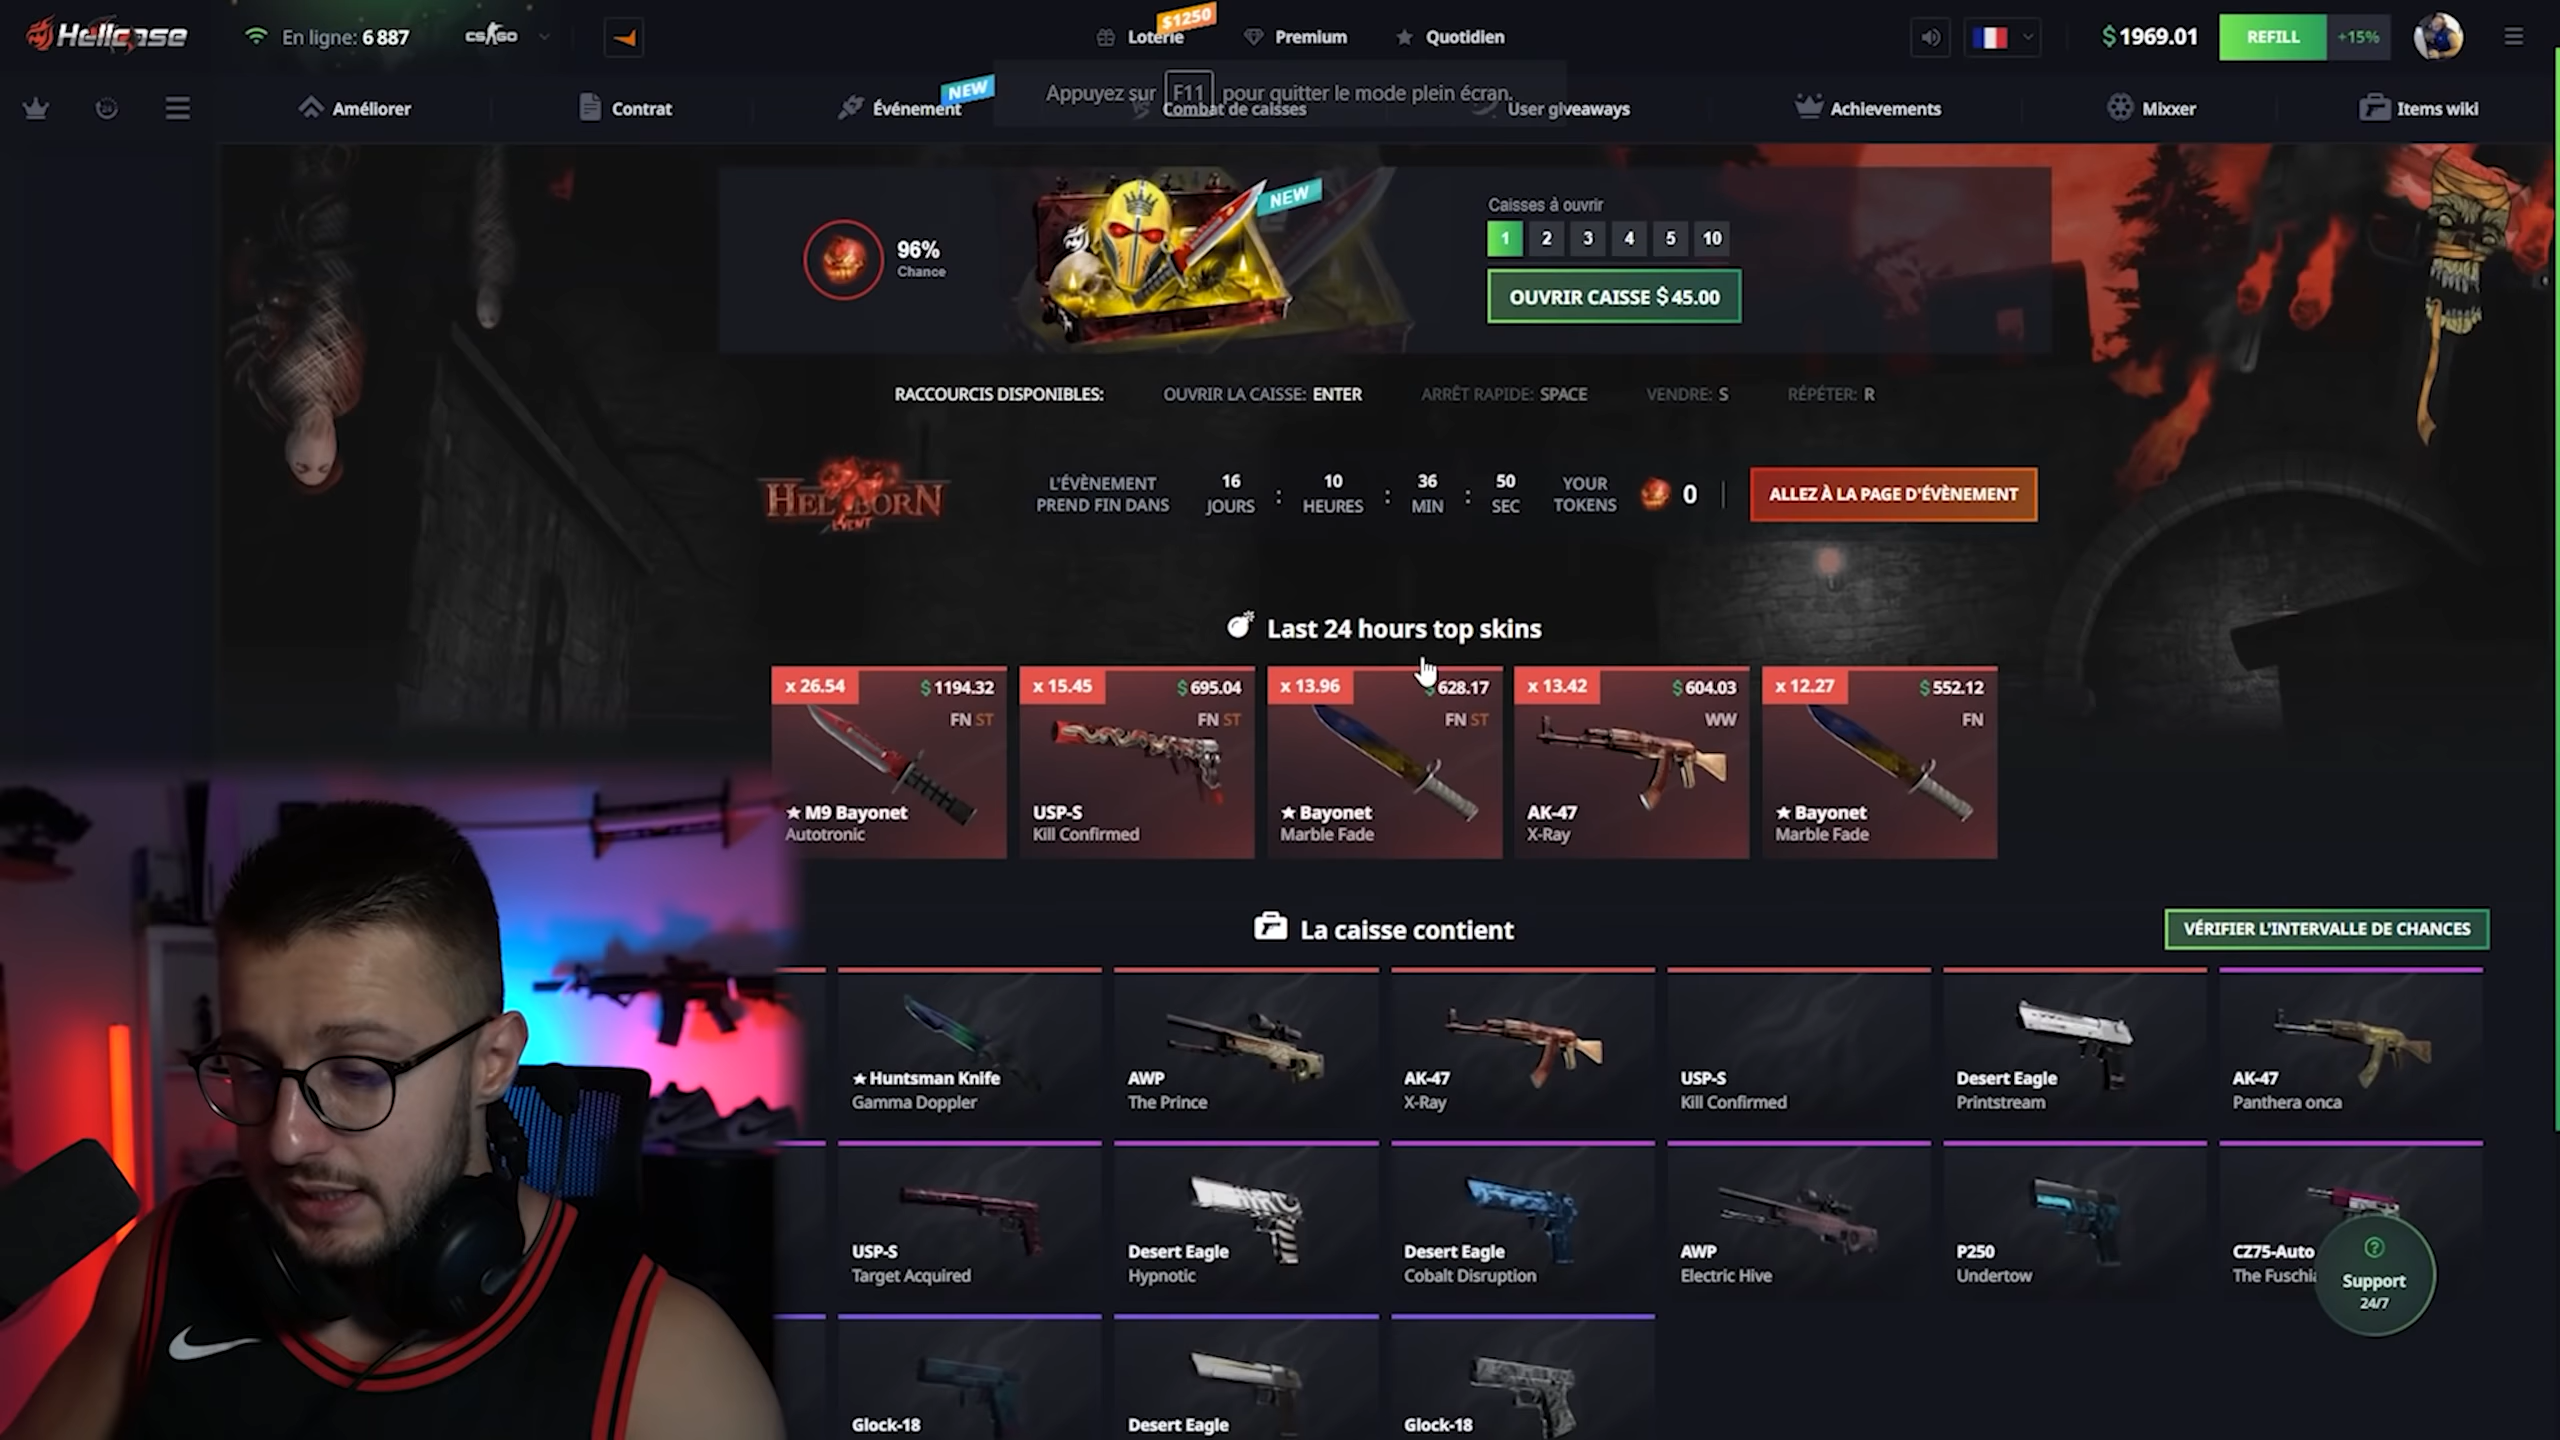 Hellcase
En ligne: 6 887
CS:GO
Loterie
$1250
Premium
Quotidien
$ 1969.01
REFILL
+15%
Appuyez sur F11 pour quitter le mode plein écran.
24
Améliorer
Contrat
Événement
NEW
Combat de caisses
User giveaways
Achievements
Mixxer
Items wiki
96%
Chance
NEW
Caisses à ouvrir
1 2 3 4 5 10
OUVRIR CAISSE $ 45.00
RACCOURCIS DISPONIBLES: OUVRIR LA CAISSE: ENTER ARRÊT RAPIDE: SPACE VENDRE: S RÉPÉTER: R
HELLBORN
EVENT
L'ÉVÈNEMENT
PREND FIN DANS
16 : 10 : 36 : 50
JOURS HEURES MIN SEC
YOUR
TOKENS
0
ALLEZ À LA PAGE D'ÉVÈNEMENT
Last 24 hours top skins
x 26.54 $ 1194.32
FN ST
★ M9 Bayonet
Autotronic
x 15.45 $ 695.04
FN ST
USP-S
Kill Confirmed
x 13.96 $ 628.17
FN ST
★ Bayonet
Marble Fade
x 13.42 $ 604.03
WW
AK-47
X-Ray
x 12.27 $ 552.12
FN
★ Bayonet
Marble Fade
La caisse contient
VÉRIFIER L'INTERVALLE DE CHANCES
★ Huntsman Knife
Gamma Doppler
AWP
The Prince
AK-47
X-Ray
USP-S
Kill Confirmed
Desert Eagle
Printstream
AK-47
Panthera onca
USP-S
Target Acquired
Desert Eagle
Hypnotic
Desert Eagle
Cobalt Disruption
AWP
Electric Hive
P250
Undertow
CZ75-Auto
The Fuschia
Support
24/7
Glock-18
Desert Eagle
Glock-18